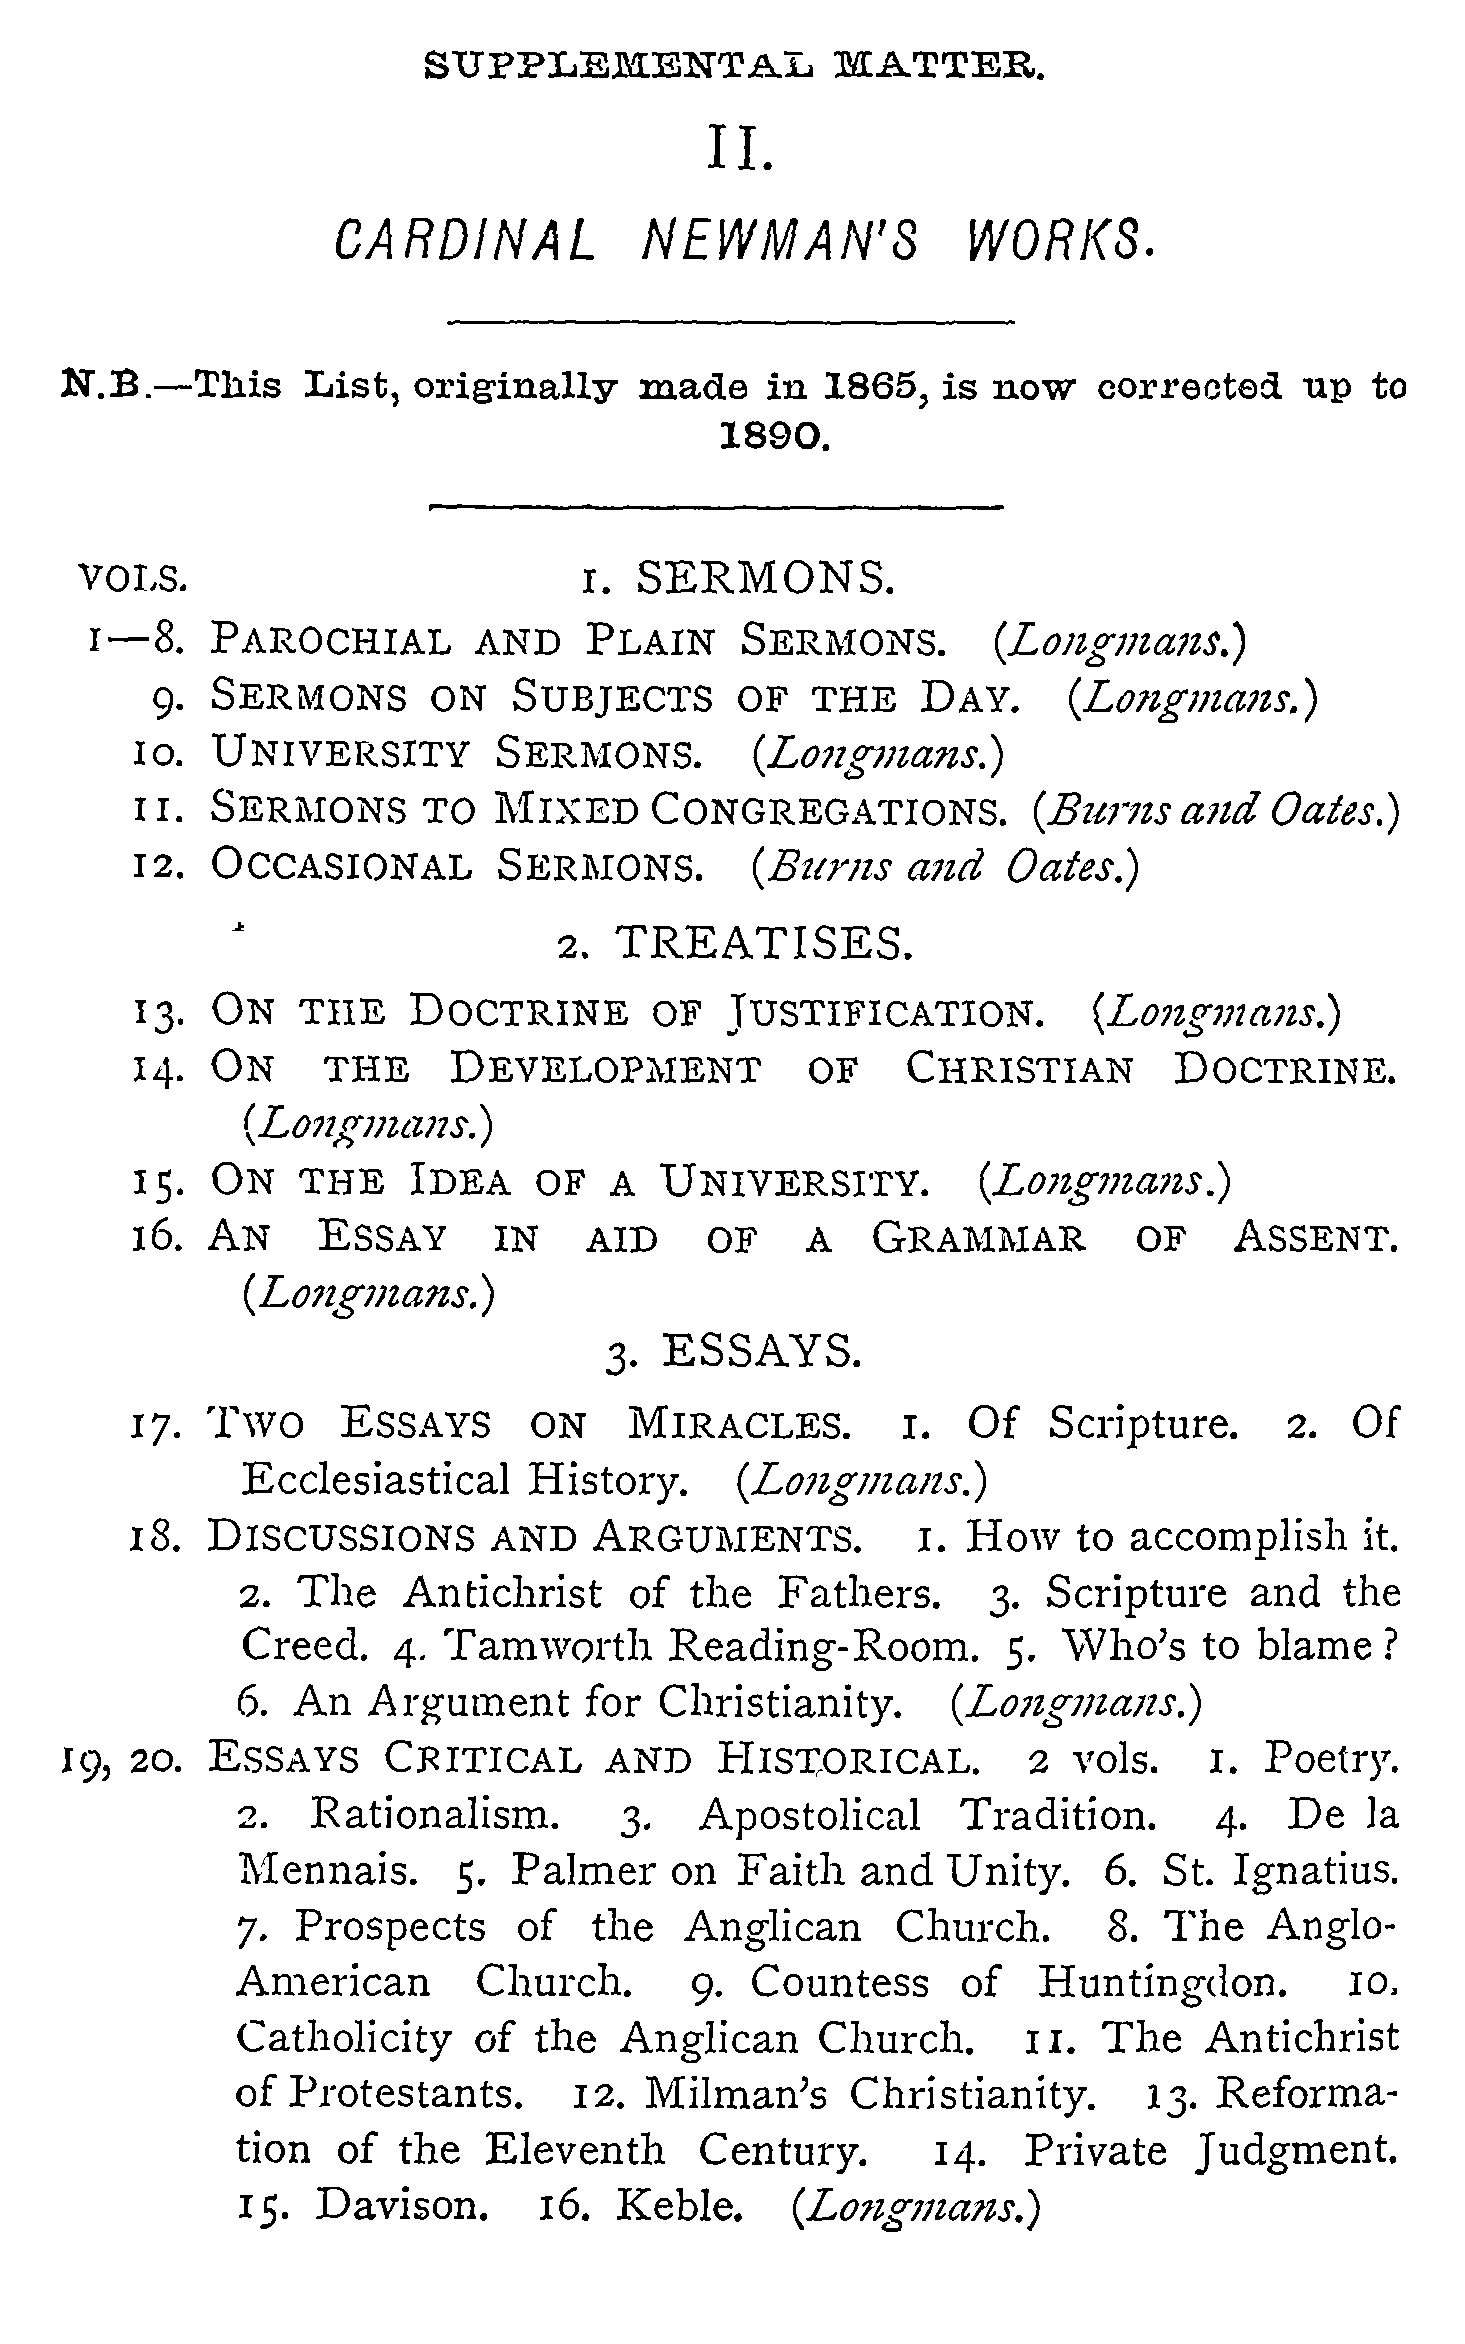 SUPPLEMENTAL MATTER.
II.
CARDINAL NEWMAN'S WORKS.
N.B.—This List, originally made in 1865, is now corrected up to
1890.
VOLS. 1. SERMONS.
1—8. PAROCHIAL AND PLAIN SERMONS. (Longmans.)
9. SERMONS ON SUBJECTS OF THE DAY. (Longmans.)
10. UNIVERSITY SERMONS. (Longmans.)
11. SERMONS TO MIXED CONGREGATIONS. (Burns and Oates.)
12. OCCASIONAL SERMONS. (Burns and Oates.)
2. TREATISES.
13. ON THE DOCTRINE OF JUSTIFICATION. (Longmans.)
14. ON THE DEVELOPMENT OF CHRISTIAN DOCTRINE.
(Longmans.)
15. ON THE IDEA OF A UNIVERSITY. (Longmans.)
16. AN ESSAY IN AID OF A GRAMMAR OF ASSENT.
(Longmans.)
3. ESSAYS.
17. TWO ESSAYS ON MIRACLES. 1. Of Scripture. 2. Of
Ecclesiastical History. (Longmans.)
18. DISCUSSIONS AND ARGUMENTS. 1. How to accomplish it.
2. The Antichrist of the Fathers. 3. Scripture and the
Creed. 4. Tamworth Reading-Room. 5. Who's to blame?
6. An Argument for Christianity. (Longmans.)
19, 20. ESSAYS CRITICAL AND HISTORICAL. 2 vols. 1. Poetry.
2. Rationalism. 3. Apostolical Tradition. 4. De la
Mennais. 5. Palmer on Faith and Unity. 6. St. Ignatius.
7. Prospects of the Anglican Church. 8. The Anglo-
American Church. 9. Countess of Huntingdon. 10.
Catholicity of the Anglican Church. 11. The Antichrist
of Protestants. 12. Milman's Christianity. 13. Reforma-
tion of the Eleventh Century. 14. Private Judgment.
15. Davison. 16. Keble. (Longmans.)